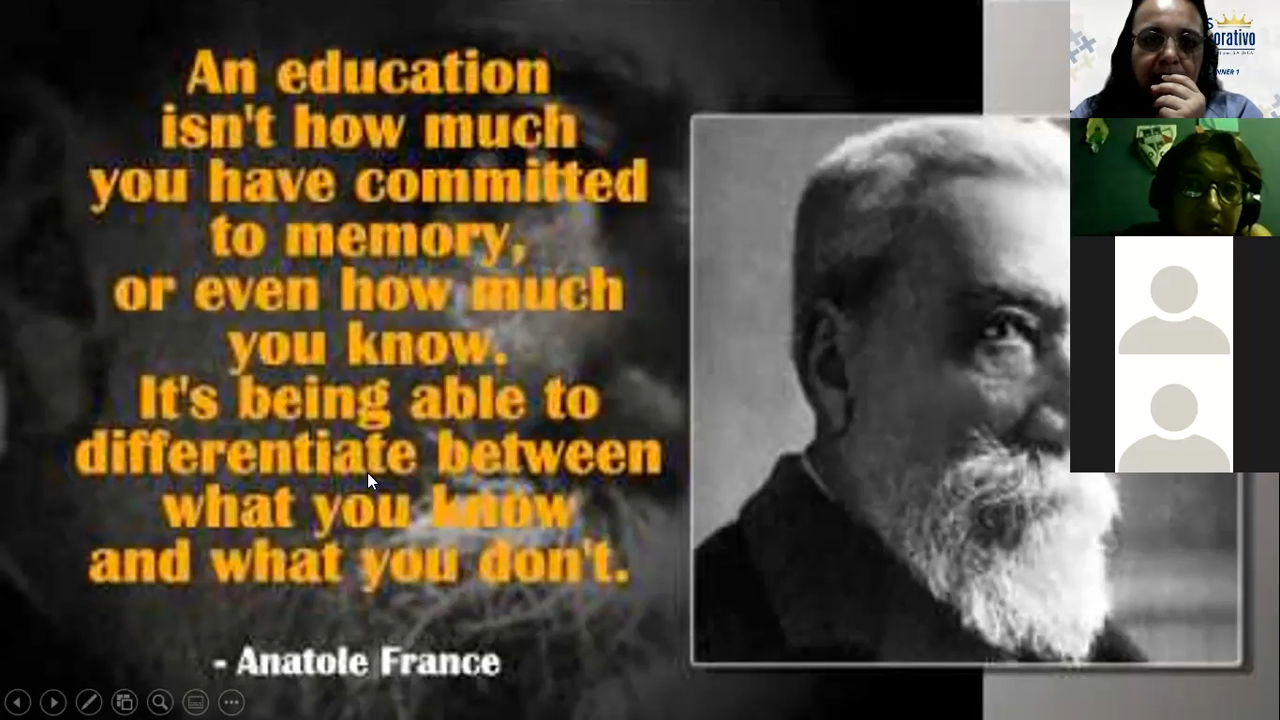 An education
isn't how much
you have committed
to memory,
or even how much
you know.
It's being able to
differentiate between
what you know
and what you don't.
- Anatole France
orativo